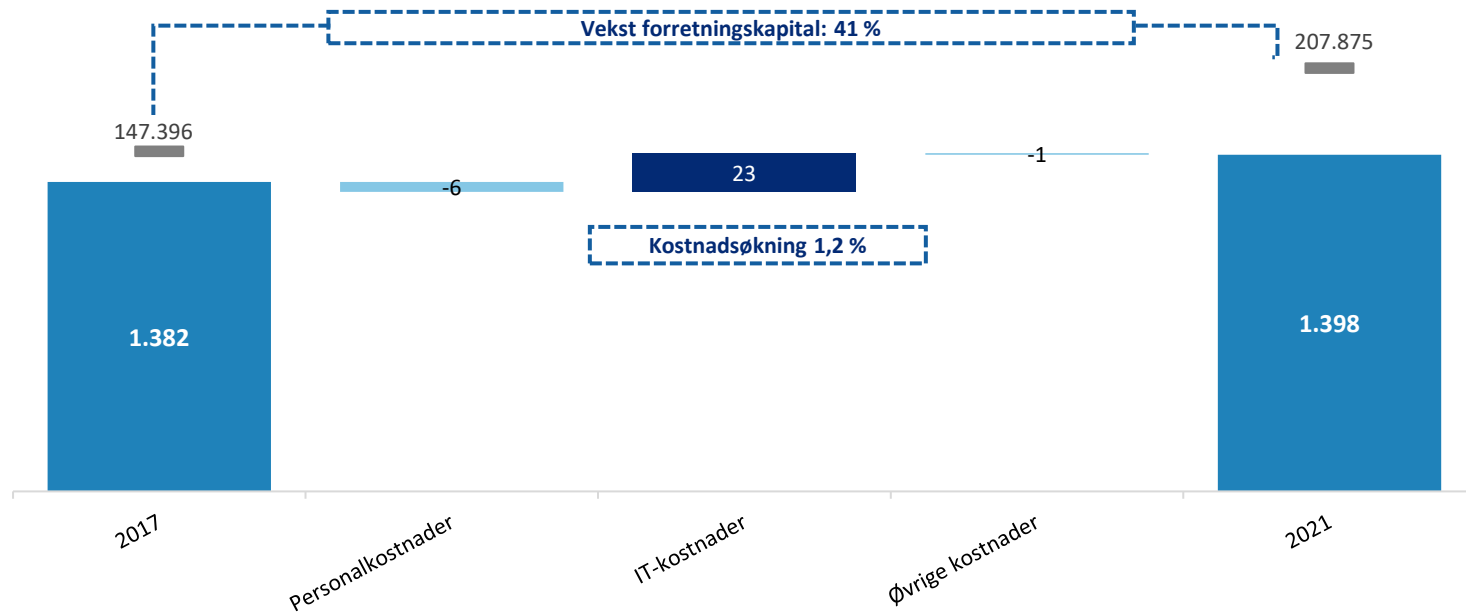 Vekst forretningskapital: 41 %
207.875
147.396
-6
23
-1
Kostnadsøkning 1,2 %
1.382
1.398
2017
Personalkostnader
IT-kostnader
Øvrige kostnader
2021